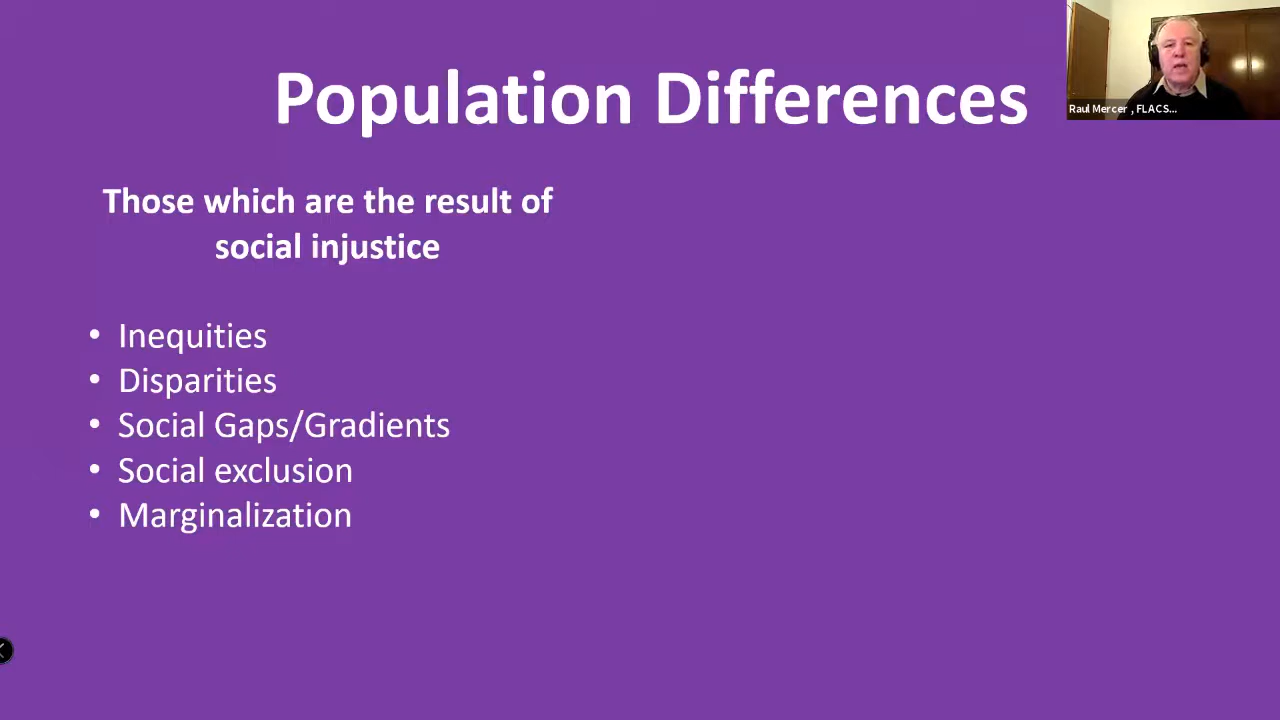 Population Differences
Raul Mercer , FLACS...
Those which are the result of
social injustice
• Inequities
• Disparities
• Social Gaps/Gradients
• Social exclusion
• Marginalization